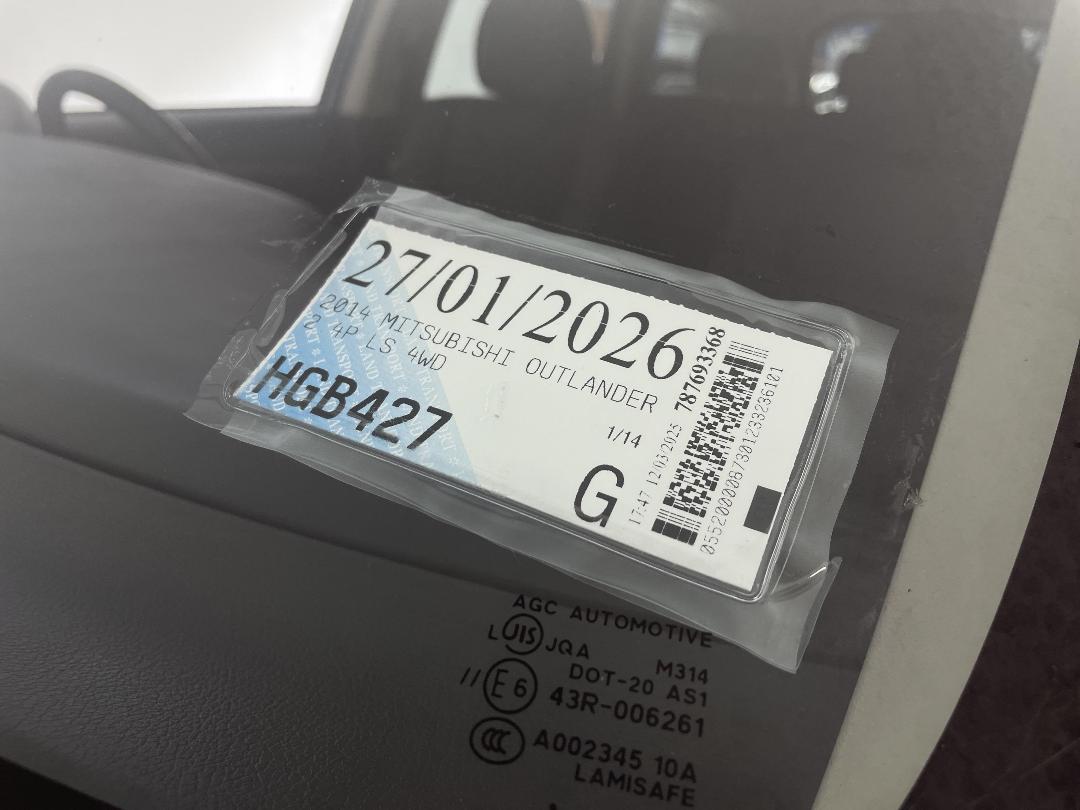 27/01/2026
2014 MITSUBISHI OUTLANDER
2 4P LS 4WD
HGB427
1/14
G
17:47 12/03/2025 787693368
AGC AUTOMOTIVE
JIS JQA M314
DOT-20 AS1
E6 43R-006261
CCC A002345 10A
LAMISAFE